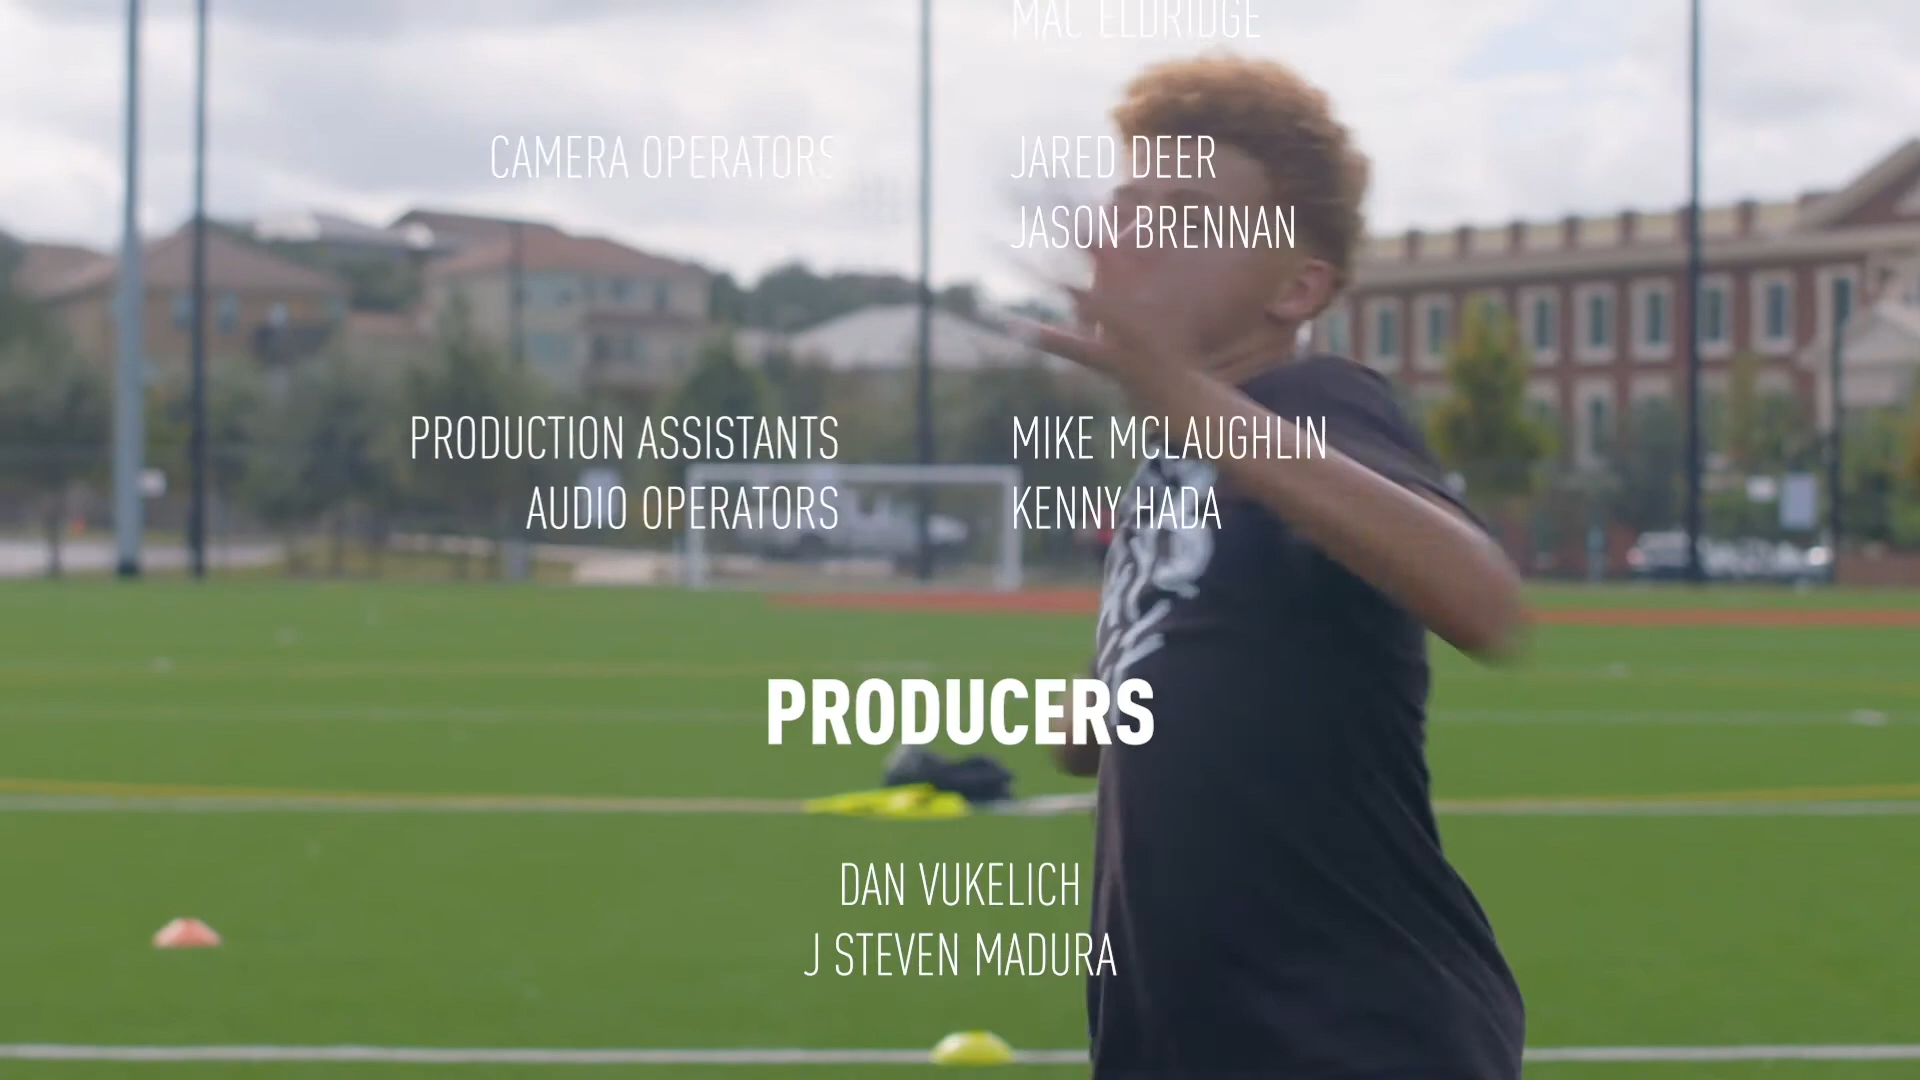 MAC ELDRIDGE
CAMERA OPERATORS JARED DEER
JASON BRENNAN
PRODUCTION ASSISTANTS MIKE MCLAUGHLIN
AUDIO OPERATORS KENNY HADA
PRODUCERS
DAN VUKELICH
J STEVEN MADURA